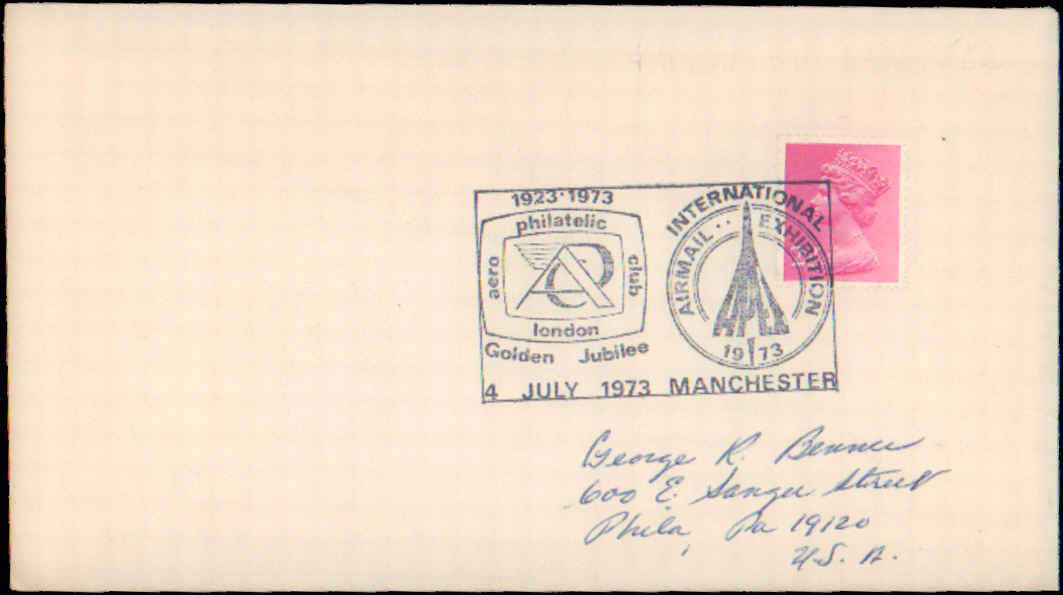 1923·1973
philatelic
aero
club
london
Golden Jubilee
INTERNATIONAL
AIRMAIL·· EXHIBITION
APEX
1973
4 JULY 1973 MANCHESTER
George R.
600 E. Sanger Street
Phila, Pa 19120
U.S.A.